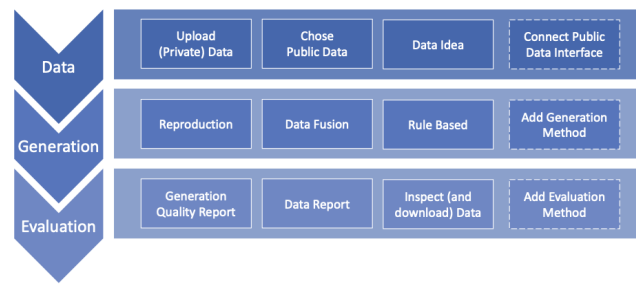 Data
Upload
(Private) Data
Chose
Public Data
Data Idea
Connect Public
Data Interface
Generation
Reproduction
Data Fusion
Rule Based
Add Generation
Method
Evaluation
Generation
Quality Report
Data Report
Inspect (and
download) Data
Add Evaluation
Method